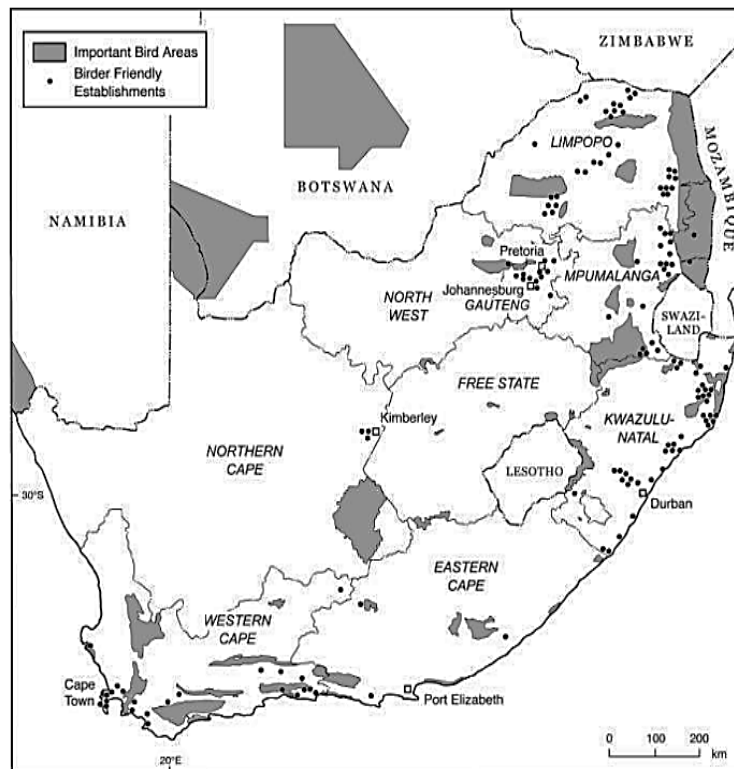 Important Bird Areas
Birder Friendly
Establishments
ZIMBABWE
MOZAMBIQUE
LIMPOPO
BOTSWANA
NAMIBIA
Pretoria
MPUMALANGA
Johannesburg
GAUTENG
NORTH
WEST
SWAZI-
LAND
FREE STATE
Kimberley
KWAZULU-
NATAL
NORTHERN
CAPE
LESOTHO
30°S
Durban
EASTERN
CAPE
WESTERN
CAPE
Cape
Town
Port Elizabeth
0 100 200
km
20°E